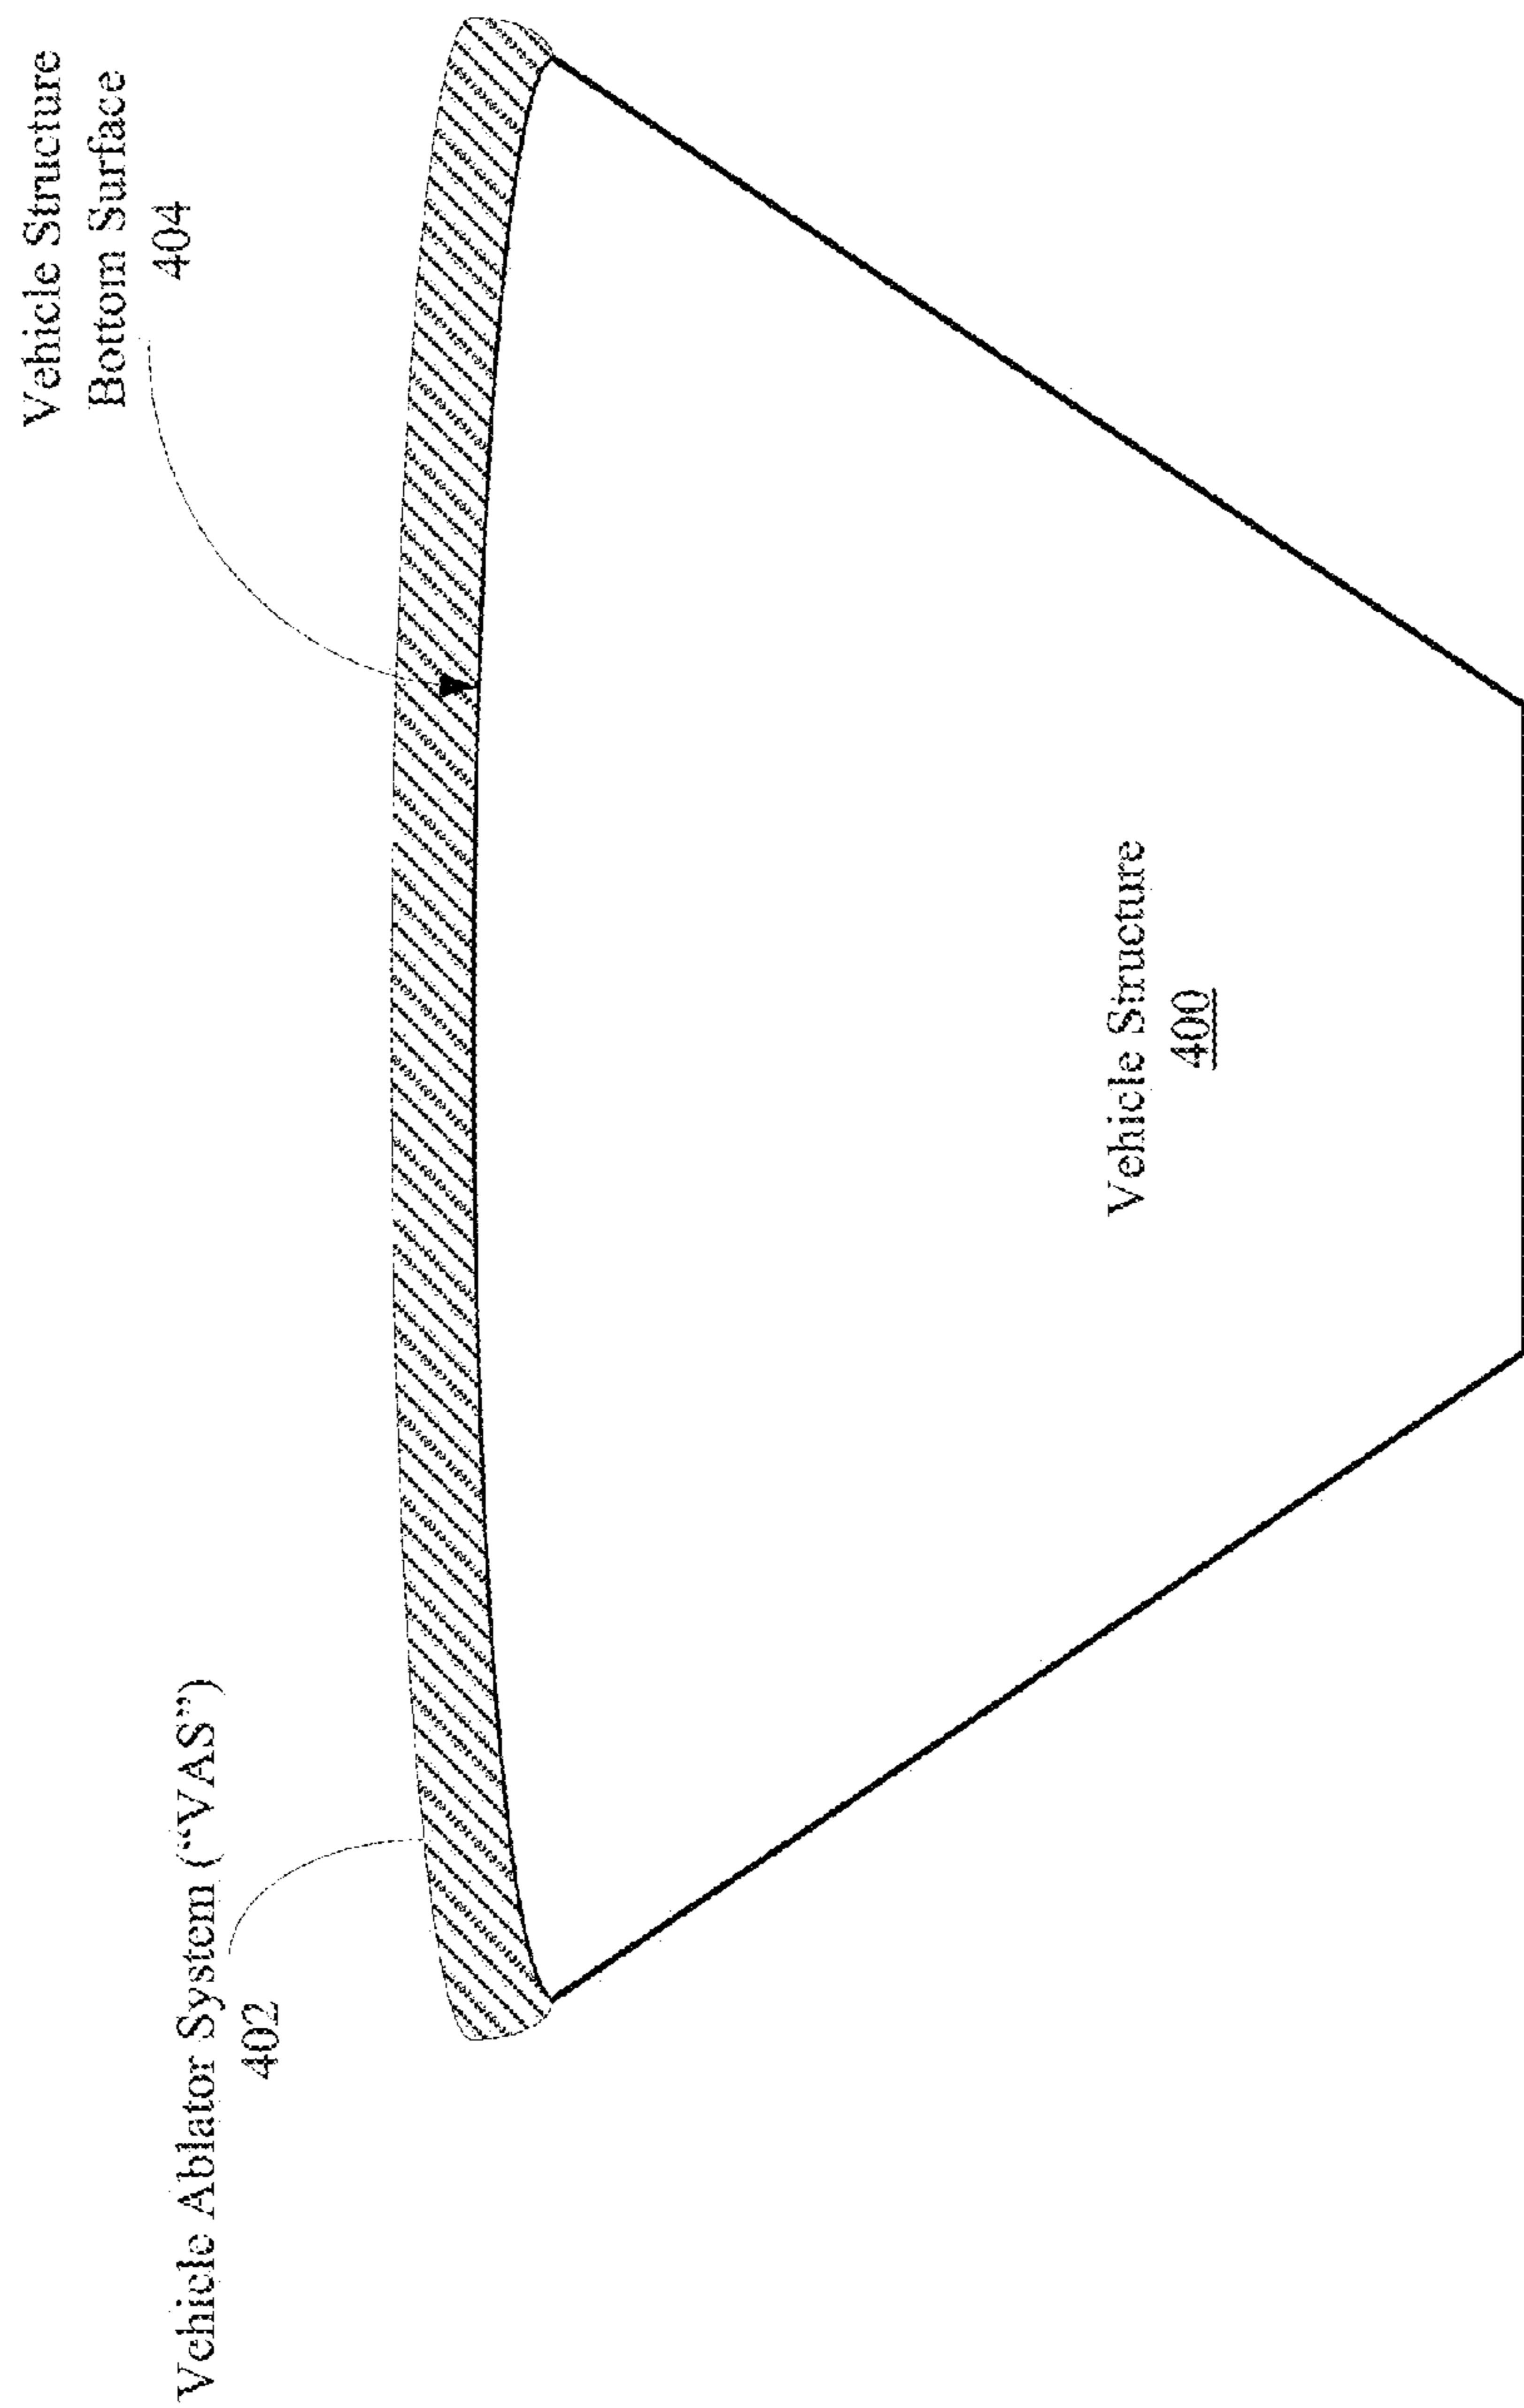 Vehicle Structure
Bottom Surface
404
Vehicle Ablator System (“VAS”)
402
Vehicle Structure
400